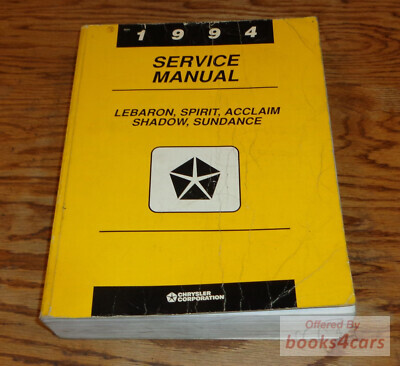 1994
SERVICE
MANUAL
LEBARON, SPIRIT, ACCLAIM
SHADOW, SUNDANCE
CHRYSLER
CORPORATION
Offered By
books4cars